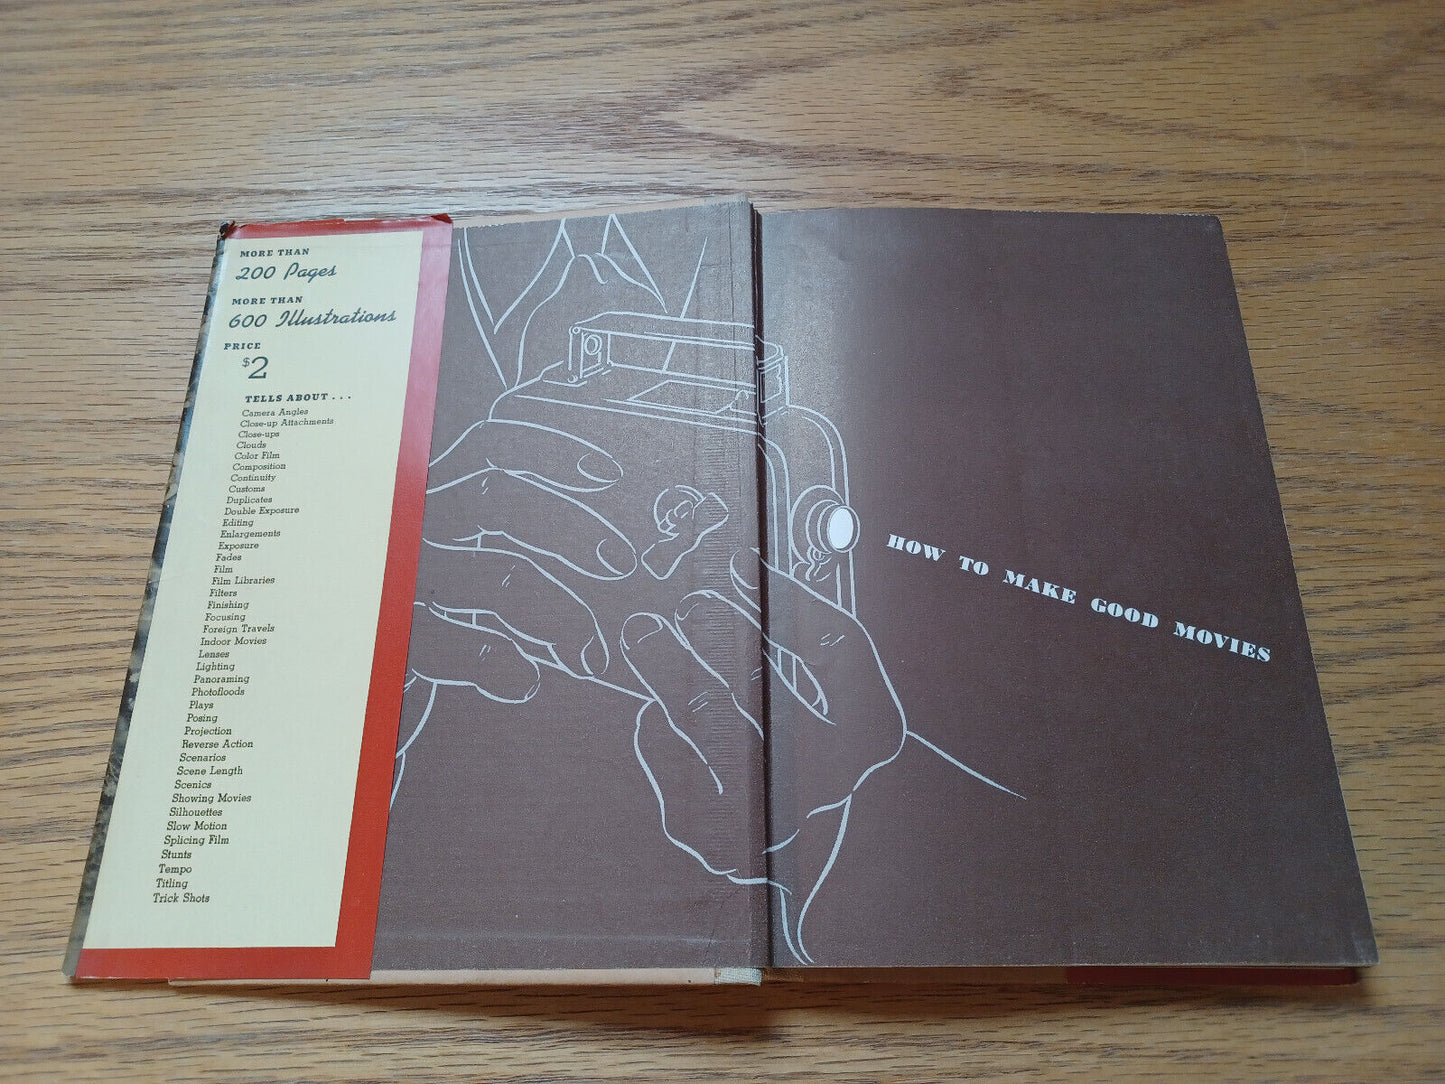 MORE THAN
200 Pages
MORE THAN
600 Illustrations
PRICE
$2
TELLS ABOUT . . .
Camera Angles
Close-up Attachments
Close-ups
Clouds
Color Film
Composition
Continuity
Customs
Duplicates
Double Exposure
Editing
Enlargements
Exposure
Fades
Film
Film Libraries
Filters
Finishing
Focusing
Foreign Travels
Indoor Movies
Lenses
Lighting
Panoraming
Photofloods
Plays
Posing
Projection
Reverse Action
Scenarios
Scene Length
Scenics
Showing Movies
Silhouettes
Slow Motion
Splicing Film
Stunts
Tempo
Titling
Trick Shots
HOW TO MAKE GOOD MOVIES